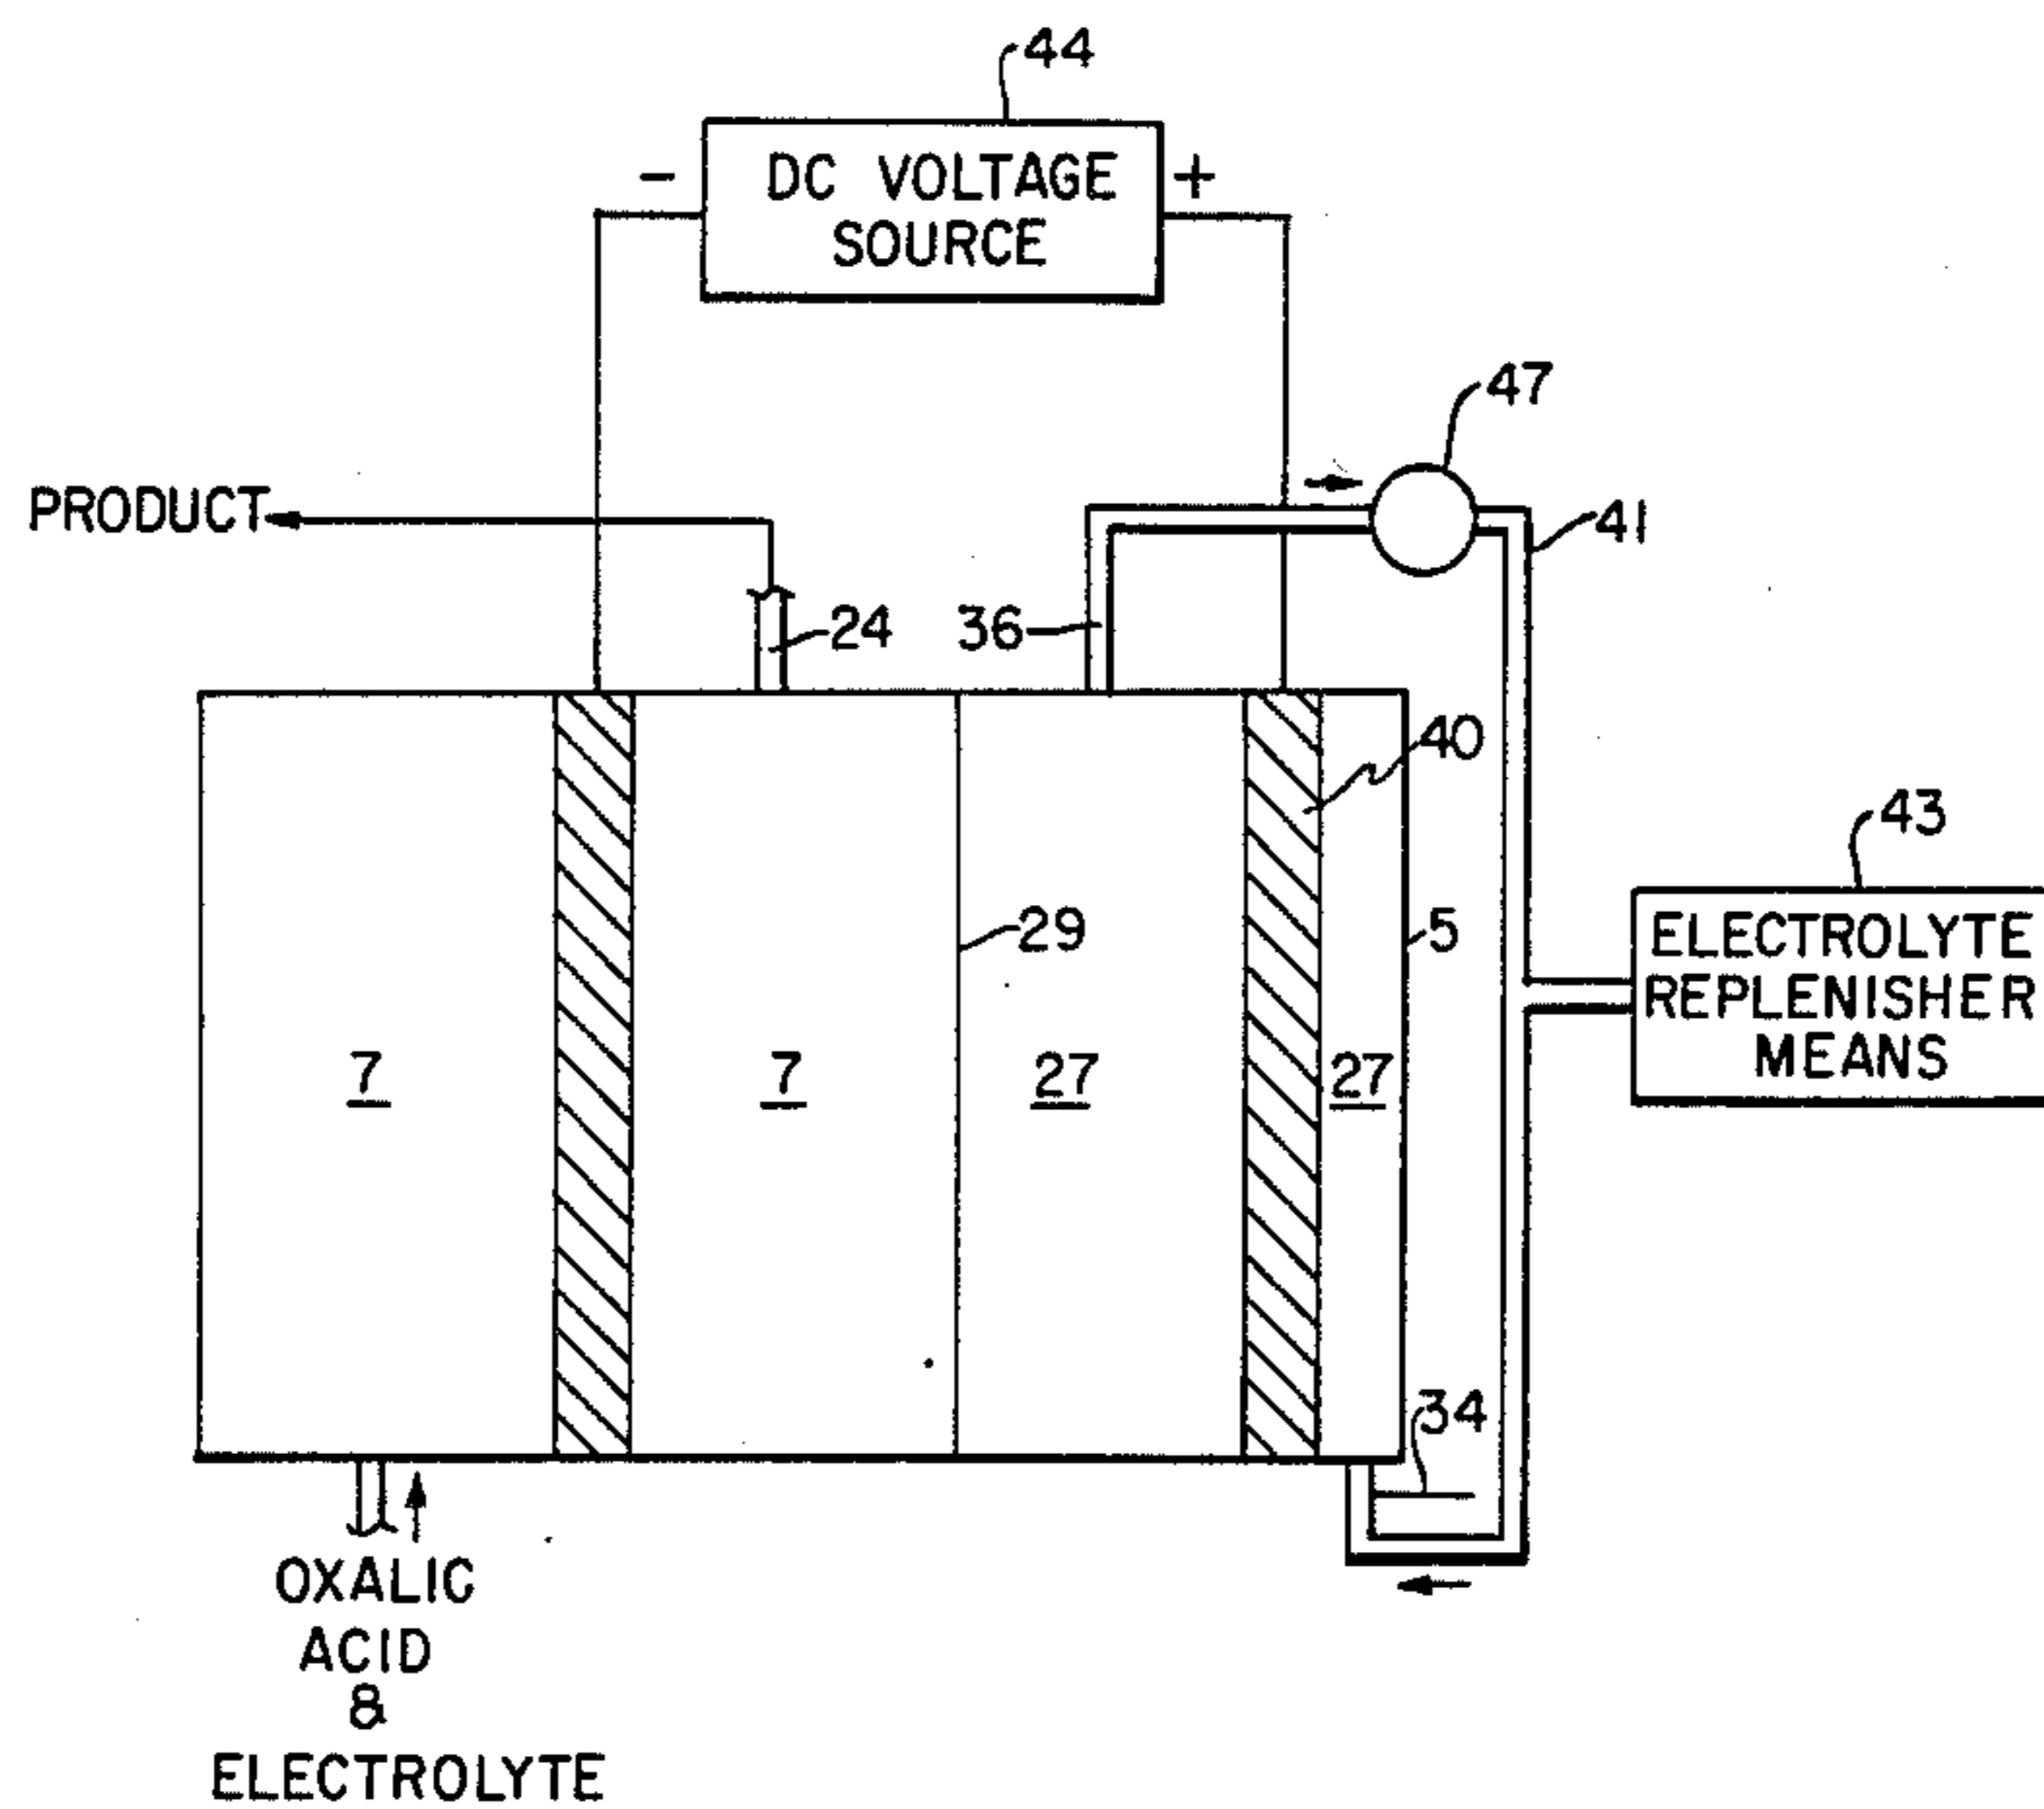 44
- DC VOLTAGE +
SOURCE
47
PRODUCT
41
24
36
40
43
29
5
ELECTROLYTE
REPLENISHER
MEANS
7
7
27
27
34
OXALIC
ACID
&
ELECTROLYTE